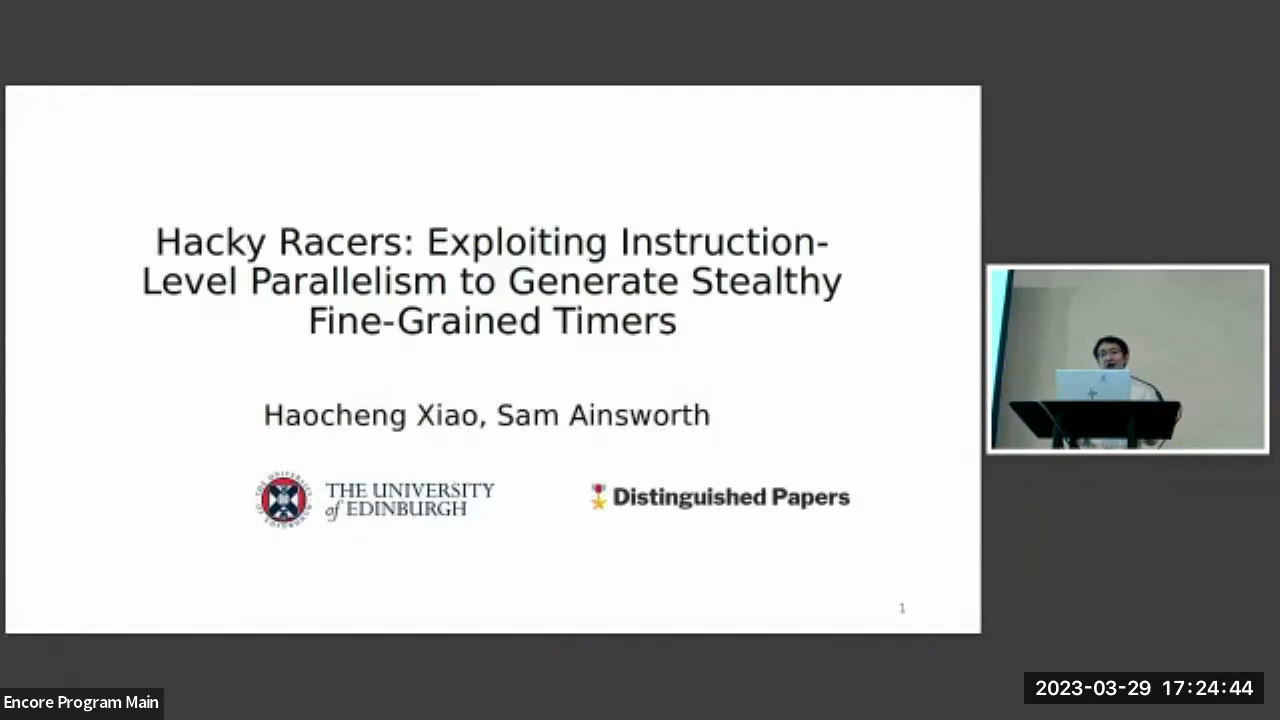 Hacky Racers: Exploiting Instruction-
Level Parallelism to Generate Stealthy
Fine-Grained Timers
Haocheng Xiao, Sam Ainsworth
THE UNIVERSITY
of EDINBURGH
Distinguished Papers
1
Encore Program Main
2023-03-29 17:24:44